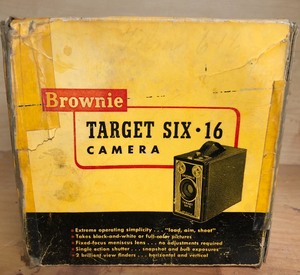 Brownie
TARGET SIX·16
CAMERA
• Extreme operating simplicity . . . "load, aim, shoot"
• Takes black-and-white or full-color pictures
• Fixed-focus meniscus lens . . . no adjustments required
• Single action shutter . . . snapshot and bulb exposures
• 2 brilliant view finders . . . horizontal and vertical